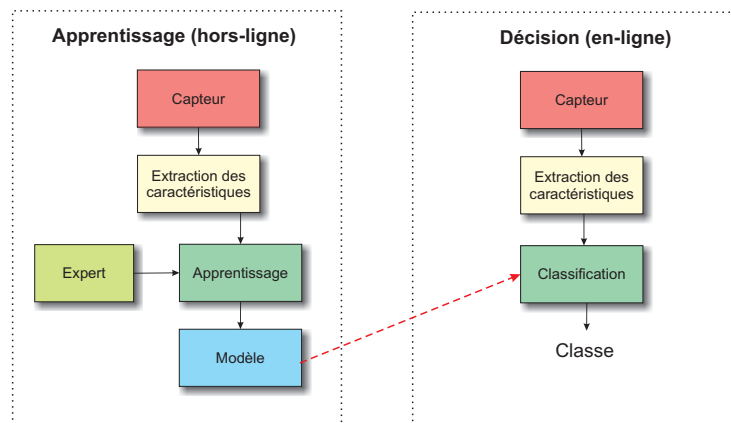 Apprentissage (hors-ligne)
Capteur
Extraction des
caractéristiques
Expert
Apprentissage
Modèle
Décision (en-ligne)
Capteur
Extraction des
caractéristiques
Classification
Classe